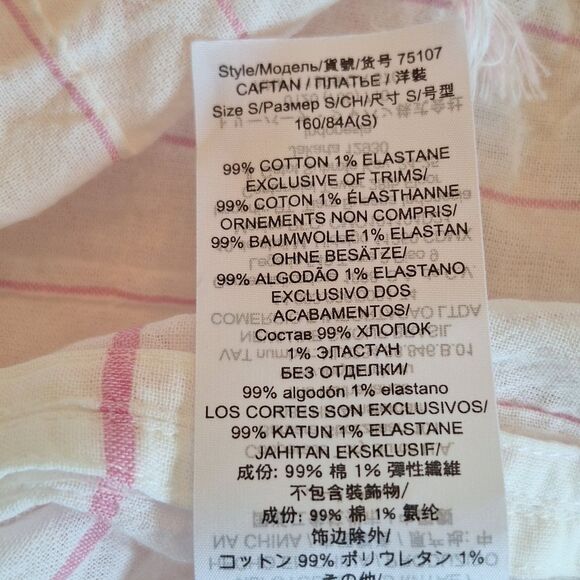 Style/Модель/貨號/货号 75107
CAFTAN / ПЛАТЬЕ / 洋裝
Size S/Размер S/CH/尺寸 S/号型
160/84A(S)
99% COTTON 1% ELASTANE
EXCLUSIVE OF TRIMS/
99% COTON 1% ÉLASTHANNE
ORNEMENTS NON COMPRIS/
99% BAUMWOLLE 1% ELASTAN
OHNE BESÄTZE/
99% ALGODÃO 1% ELASTANO
EXCLUSIVO DOS
ACABAMENTOS/
Состав 99% ХЛОПОК
1% ЭЛАСТАН
БЕЗ ОТДЕЛКИ/
99% algodón 1% elastano
LOS CORTES SON EXCLUSIVOS/
99% KATUN 1% ELASTANE
JAHITAN EKSKLUSIF/
成份: 99% 棉 1% 彈性纖維
不包含裝飾物/
成份: 99% 棉 1% 氨纶
饰边除外/
コットン 99% ポリウレタン 1%
その他/